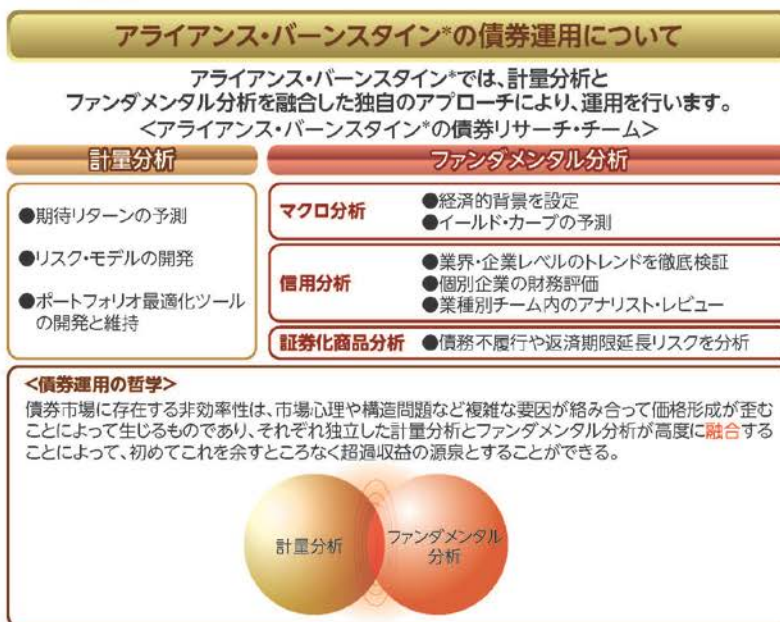 アライアンス・バーンスタイン*の債券運用について
アライアンス・バーンスタイン*では、計量分析と
ファンダメンタル分析を融合した独自のアプローチにより、運用を行います。
<アライアンス・バーンスタイン*の債券リサーチ・チーム>
計量分析
●期待リターンの予測
●リスク・モデルの開発
●ポートフォリオ最適化ツール
の開発と維持
ファンダメンタル分析
マクロ分析
●経済的背景を設定
●イールド・カーブの予測
信用分析
●業界・企業レベルのトレンドを徹底検証
●個別企業の財務評価
●業種別チーム内のアナリスト・レビュー
証券化商品分析
●債務不履行や返済期限延長リスクを分析
<債券運用の哲学>
債券市場に存在する非効率性は、市場心理や構造問題など複雑な要因が絡み合って価格形成が歪む
ことによって生じるものであり、それぞれ独立した計量分析とファンダメンタル分析が高度に融合する
ことによって、初めてこれを余すところなく超過収益の源泉とすることができる。
計量分析
ファンダメンタル
分析